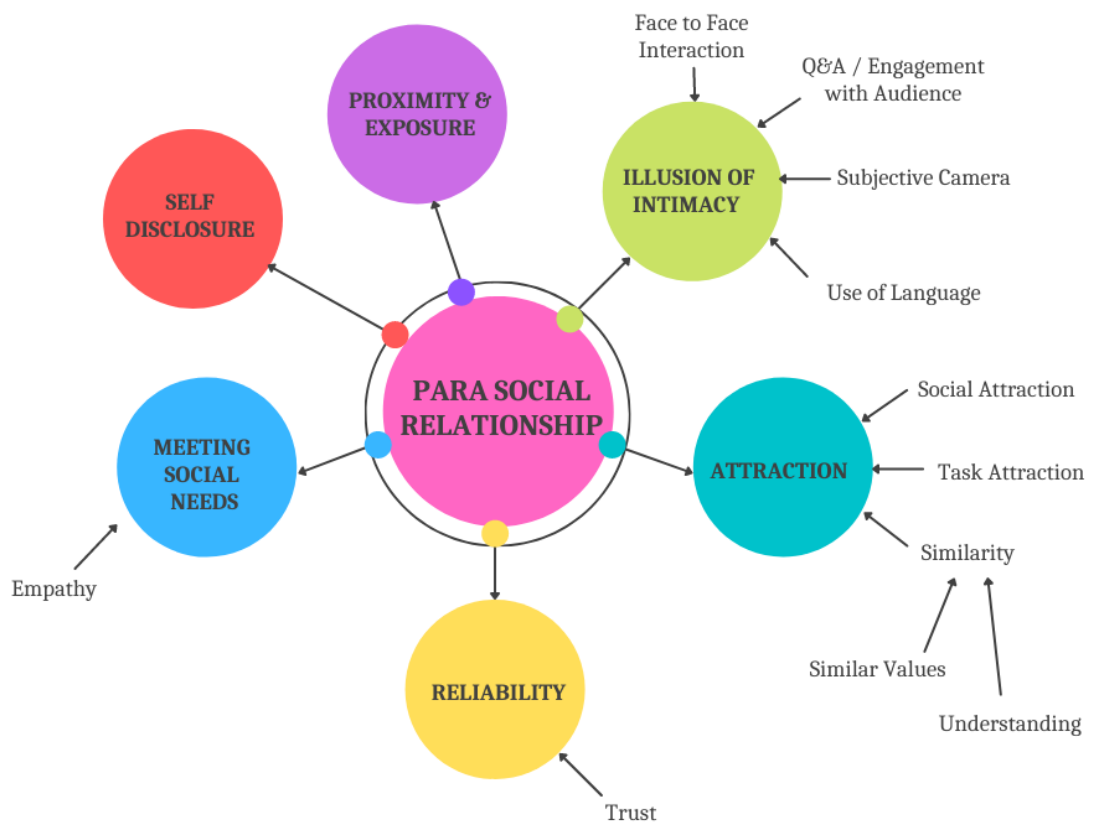 Face to Face
Interaction
Q&A / Engagement
with Audience
PROXIMITY &
EXPOSURE
ILLUSION OF
INTIMACY
Subjective Camera
SELF
DISCLOSURE
Use of Language
PARA SOCIAL
RELATIONSHIP
Social Attraction
MEETING
SOCIAL
NEEDS
ATTRACTION
Task Attraction
Similarity
Empathy
Similar Values
RELIABILITY
Understanding
Trust